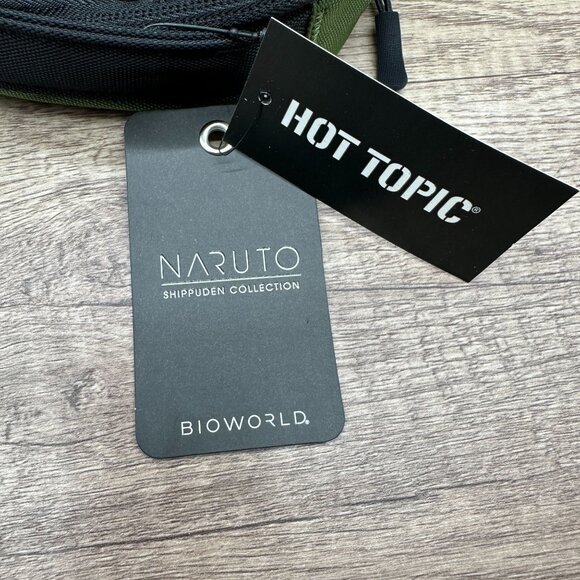 HOT TOPIC®
NARUTO
SHIPPUDEN COLLECTION
BIOWORLD®